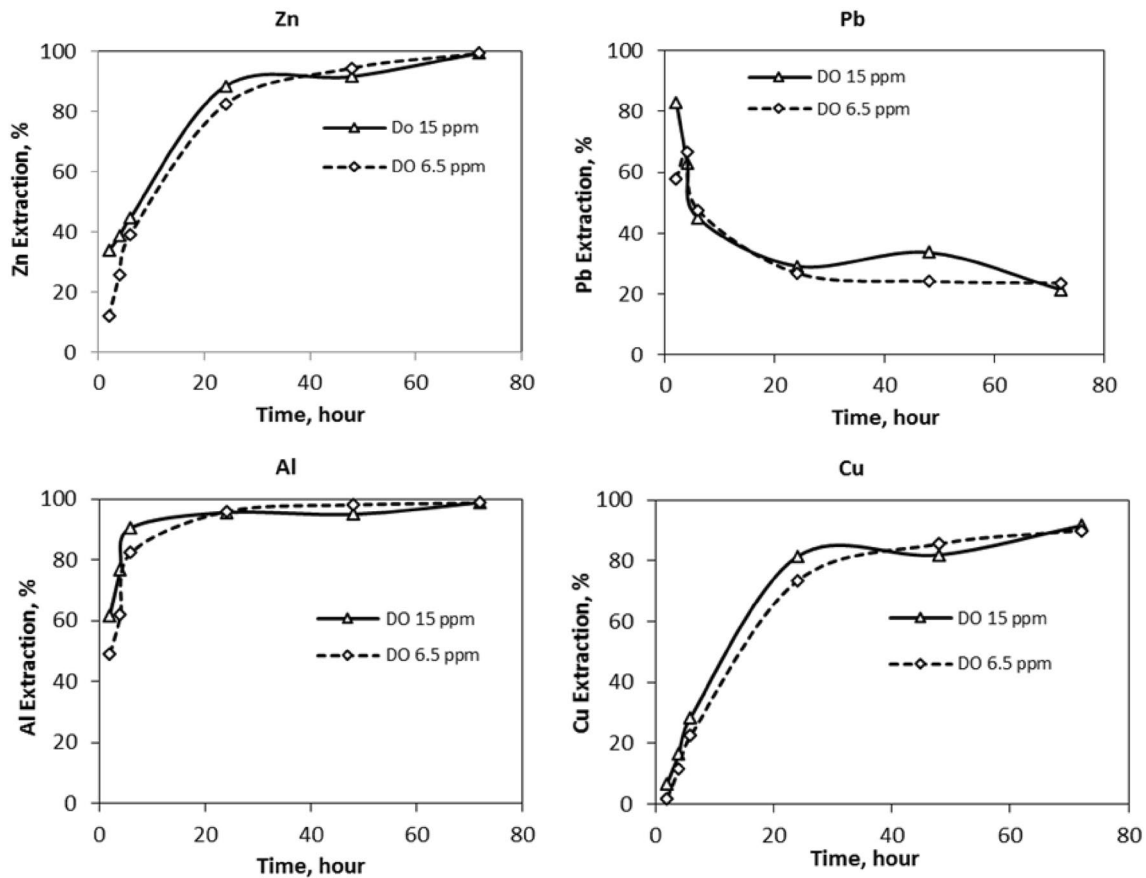 Zn
100
80
60
40
20
0
Zn Extraction, %
Do 15 ppm
DO 6.5 ppm
0 20 40 60 80
Time, hour
Pb
100
80
60
40
20
0
Pb Extraction, %
DO 15 ppm
DO 6.5 ppm
0 20 40 60 80
Time, hour
Al
100
80
60
40
20
0
Al Extraction, %
DO 15 ppm
DO 6.5 ppm
0 20 40 60 80
Time, hour
Cu
100
80
60
40
20
0
Cu Extraction, %
DO 15 ppm
DO 6.5 ppm
0 20 40 60 80
Time, hour